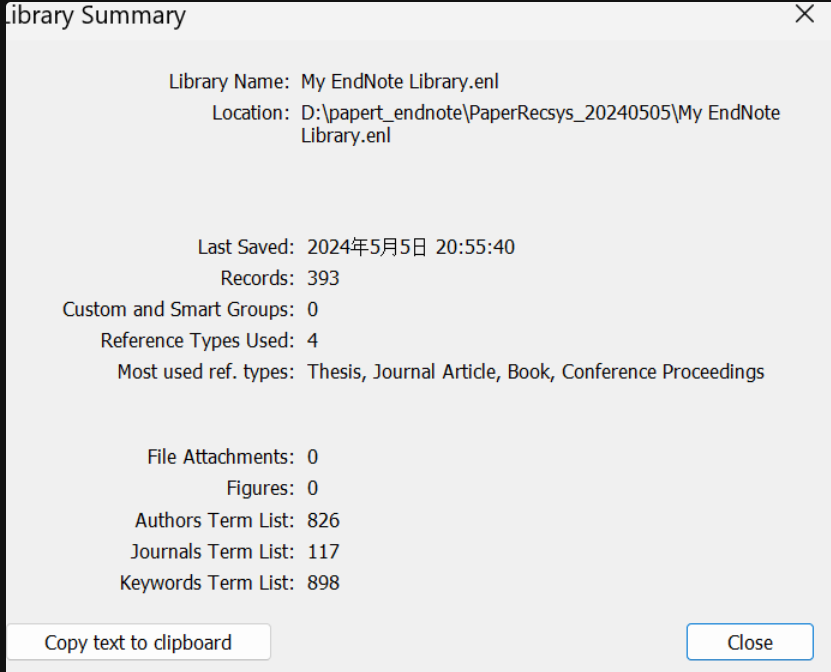 Library Summary
Library Name: My EndNote Library.enl
Location: D:\papert_endnote\PaperRecsys_20240505\My EndNote
Library.enl
Last Saved: 2024年5月5日 20:55:40
Records: 393
Custom and Smart Groups: 0
Reference Types Used: 4
Most used ref. types: Thesis, Journal Article, Book, Conference Proceedings
File Attachments: 0
Figures: 0
Authors Term List: 826
Journals Term List: 117
Keywords Term List: 898
Copy text to clipboard
Close